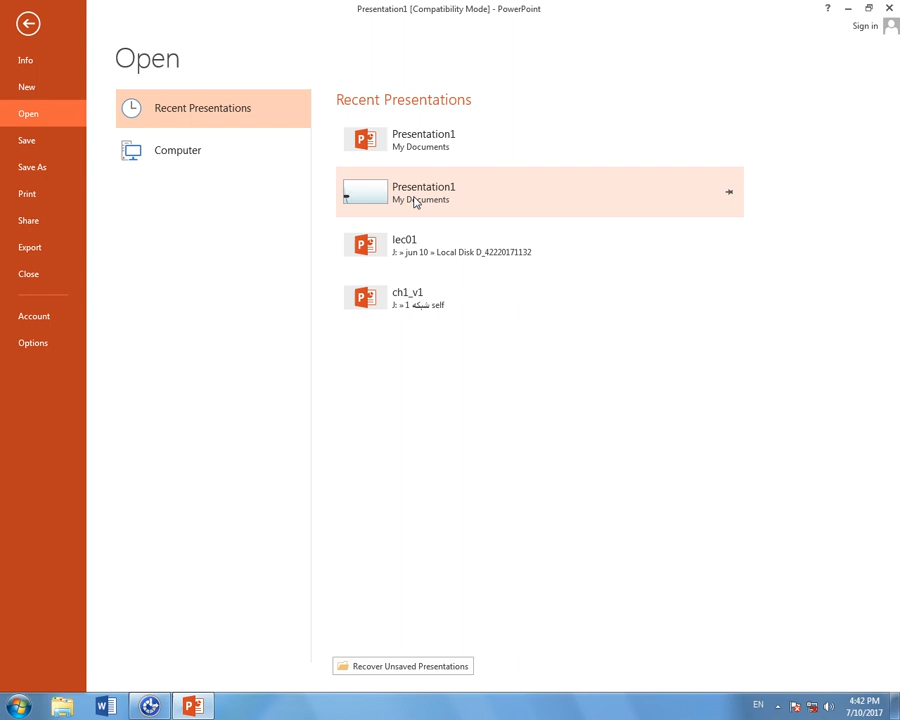 Presentation1 [Compatibility Mode] - PowerPoint
?
Sign in
Info
New
Open
Save
Save As
Print
Share
Export
Close
Account
Options
Open
Recent Presentations
Computer
Recent Presentations
Presentation1
My Documents
Presentation1
My Documents
lec01
J: » jun 10 » Local Disk D_42220171132
ch1_v1
J: » 1 شبکه self
Recover Unsaved Presentations
EN
4:42 PM
7/10/2017